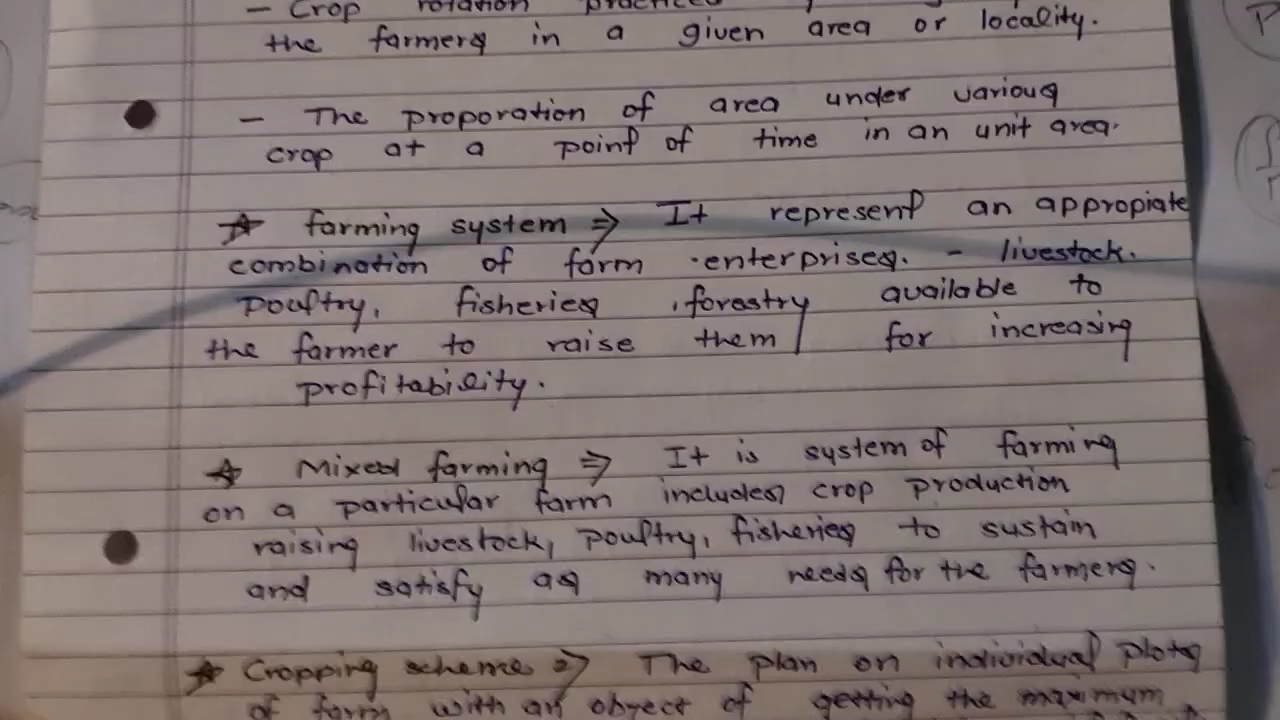 - Crop rotation practices
the farmers in a given area or locality.
- The proporation of area under various
crop at a point of time in an unit area.
☆ farming system ⇒ It represent an appropiate
combination of farm enterprises. - livestock.
poultry, fisheries, forestry available to
the farmer to raise them for increasing
profitability.
☆ Mixed farming ⇒ It is system of farming
on a particular farm includes crop production
raising livestock, poultry, fisheries to sustain
and satisfy as many needs for the farmers.
☆ Cropping scheme ⇒ The plan on individual plots
of farm with an object of getting the maximum